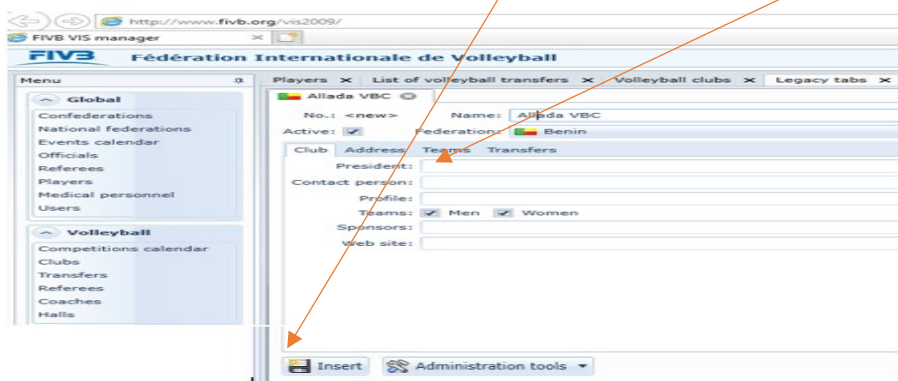 http://www.fivb.org/vis2009/
FIVB VIS manager
FIVB Fédération Internationale de Volleyball
Menu
Players List of volleyball transfers Volleyball clubs Legacy tabs
Global
Confederations
National federations
Events calendar
Officials
Referees
Players
Medical personnel
Users
Volleyball
Competitions calendar
Clubs
Transfers
Referees
Coaches
Halls
Allada VBC
No.: <new> Name: Allada VBC
Active: Federation: Benin
Club Address Teams Transfers
President:
Contact person:
Profile:
Teams: Men Women
Sponsors:
Web site:
Insert Administration tools